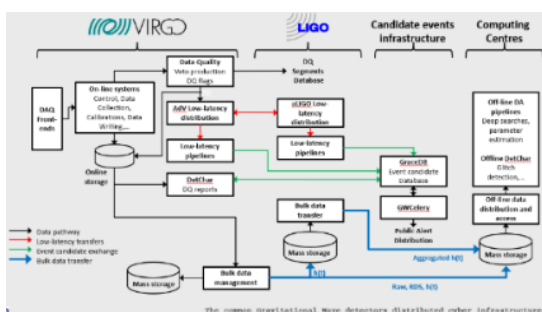 VIRGO
LIGO
Candidate events
infrastructure
Computing
Centres
Data Quality
Veto production
DQ flags
DQ
Segments
Database
On-line systems
Control, Data
Collection,
Calibrations, Data
Writing,...
DAQ
Front-
ends
AdV Low-latency
distribution
aLIGO Low-
latency
distribution
Off-line DA
pipelines
Deep searches,
parameter
estimation
Offline DetChar
Glitch
detection,...
Low-latency
pipelines
Low-latency
pipelines
Online
storage
DetChar
DQ reports
GraceDB
Event candidate
Database
GWCelery
Public Alert
Distribution
Off-line data
distribution and
access
Bulk data
transfer
Data pathway
Low-latency transfers
Event candidate exchange
Bulk data transfer
Mass storage
Mass storage
Aggregated h(t)
h(t)
Mass storage
Bulk data
management
Raw, RDS, h(t)
The common Gravitational Wave detectors distributed cyber infrastructure